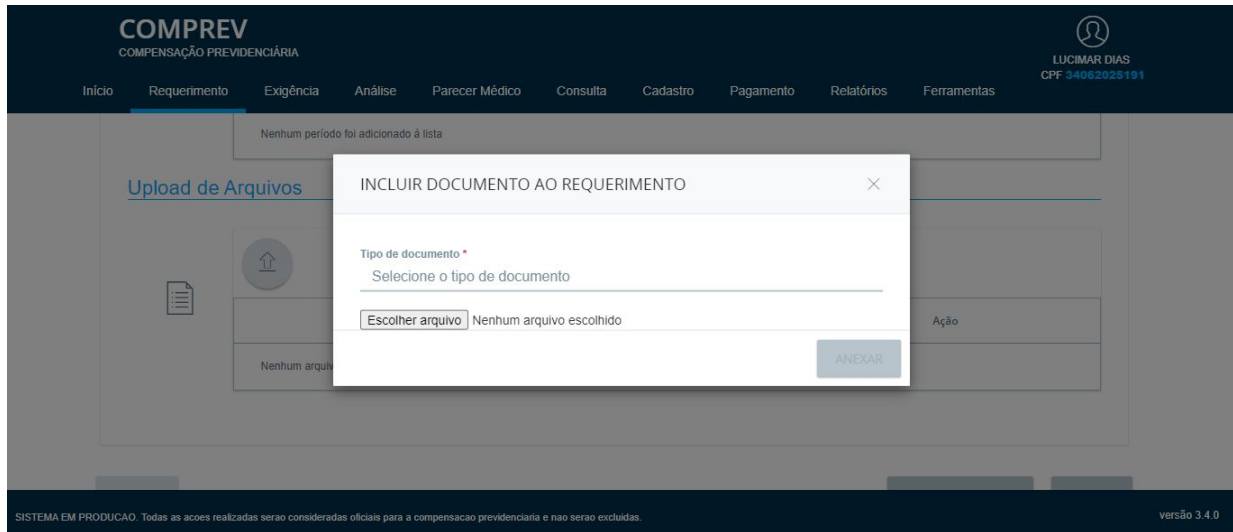 COMPREV
COMPENSAÇÃO PREVIDENCIÁRIA
LUCIMAR DIAS
CPF 34062025191
Início Requerimento Exigência Análise Parecer Médico Consulta Cadastro Pagamento Relatórios Ferramentas
Nenhum período foi adicionado á lista
Upload de Arquivos
INCLUIR DOCUMENTO AO REQUERIMENTO
Tipo de documento *
Selecione o tipo de documento
Escolher arquivo Nenhum arquivo escolhido
Ação
ANEXAR
Nenhum arquiv
SISTEMA EM PRODUCAO. Todas as acoes realizadas serao consideradas oficiais para a compensacao previdenciaria e nao serao excluidas.
versão 3.4.0